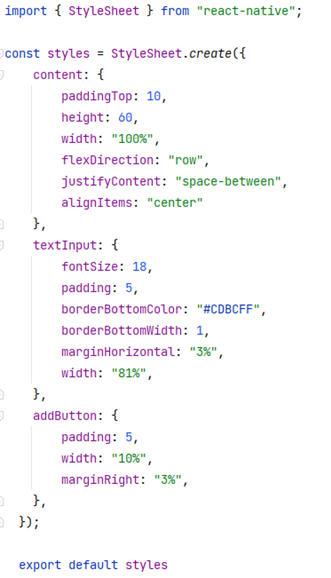 import { StyleSheet } from "react-native";

const styles = StyleSheet.create({
    content: {
        paddingTop: 10,
        height: 60,
        width: "100%",
        flexDirection: "row",
        justifyContent: "space-between",
        alignItems: "center"
    },
    textInput: {
        fontSize: 18,
        padding: 5,
        borderBottomColor: "#CDBCFF",
        borderBottomWidth: 1,
        marginHorizontal: "3%",
        width: "81%",
    },
    addButton: {
        padding: 5,
        width: "10%",
        marginRight: "3%",
    },
  });

  export default styles